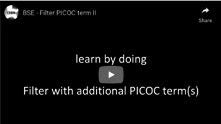 BSE - Filter PICOC term II
Share
learn by doing
Filter with additional PICOC term(s)